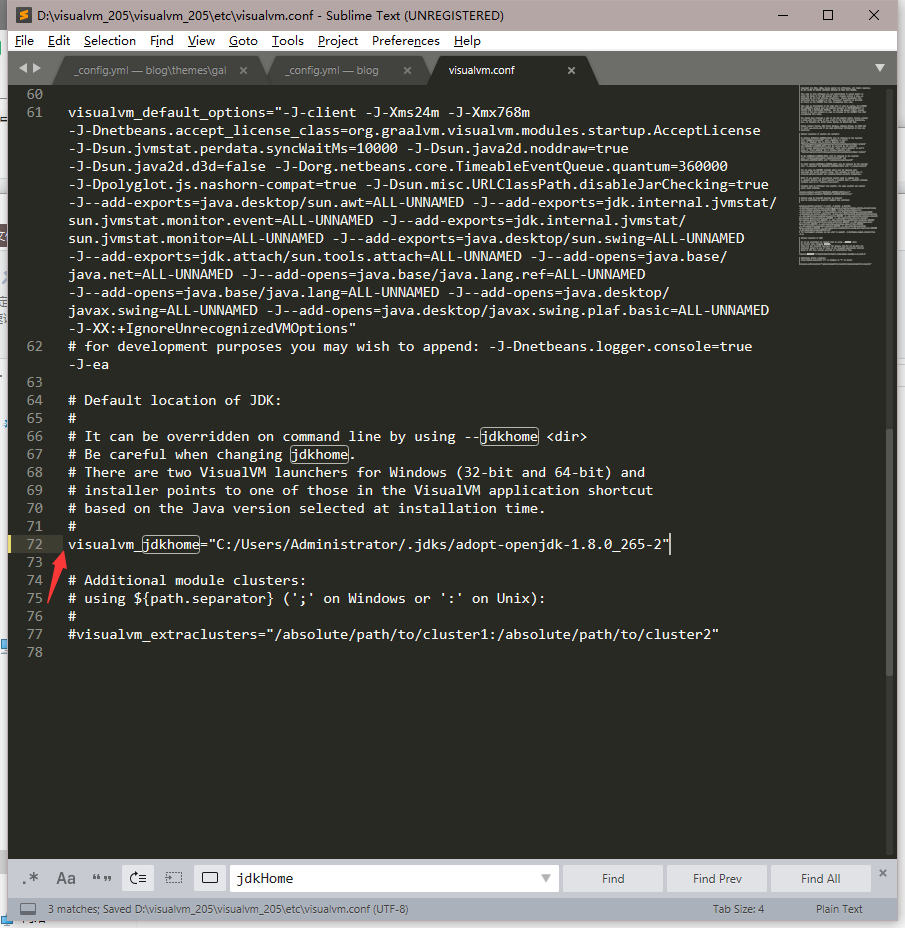 D:\visualvm_205\visualvm_205\etc\visualvm.conf - Sublime Text (UNREGISTERED)
File Edit Selection Find View Goto Tools Project Preferences Help
_config.yml — blog\themes\gal × _config.yml — blog × visualvm.conf ×
60
61 visualvm_default_options="-J-client -J-Xms24m -J-Xmx768m
-J-Dnetbeans.accept_license_class=org.graalvm.visualvm.modules.startup.AcceptLicense
-J-Dsun.jvmstat.perdata.syncWaitMs=10000 -J-Dsun.java2d.noddraw=true
-J-Dsun.java2d.d3d=false -J-Dorg.netbeans.core.TimeableEventQueue.quantum=360000
-J-Dpolyglot.js.nashorn-compat=true -J-Dsun.misc.URLClassPath.disableJarChecking=true
-J--add-exports=java.desktop/sun.awt=ALL-UNNAMED -J--add-exports=jdk.internal.jvmstat/
sun.jvmstat.monitor.event=ALL-UNNAMED -J--add-exports=jdk.internal.jvmstat/
sun.jvmstat.monitor=ALL-UNNAMED -J--add-exports=java.desktop/sun.swing=ALL-UNNAMED
-J--add-exports=jdk.attach/sun.tools.attach=ALL-UNNAMED -J--add-opens=java.base/
java.net=ALL-UNNAMED -J--add-opens=java.base/java.lang.ref=ALL-UNNAMED
-J--add-opens=java.base/java.lang=ALL-UNNAMED -J--add-opens=java.desktop/
javax.swing=ALL-UNNAMED -J--add-opens=java.desktop/javax.swing.plaf.basic=ALL-UNNAMED
-J-XX:+IgnoreUnrecognizedVMOptions"
62 # for development purposes you may wish to append: -J-Dnetbeans.logger.console=true
-J-ea
63
64 # Default location of JDK:
65 #
66 # It can be overridden on command line by using --jdkhome <dir>
67 # Be careful when changing jdkhome.
68 # There are two VisualVM launchers for Windows (32-bit and 64-bit) and
69 # installer points to one of those in the VisualVM application shortcut
70 # based on the Java version selected at installation time.
71 #
72 visualvm_jdkhome="C:/Users/Administrator/.jdks/adopt-openjdk-1.8.0_265-2"
73
74 # Additional module clusters:
75 # using ${path.separator} (';' on Windows or ':' on Unix):
76 #
77 #visualvm_extraclusters="/absolute/path/to/cluster1:/absolute/path/to/cluster2"
78
.* Aa “” jdkHome Find Find Prev Find All ×
3 matches; Saved D:\visualvm_205\visualvm_205\etc\visualvm.conf (UTF-8) Tab Size: 4 Plain Text